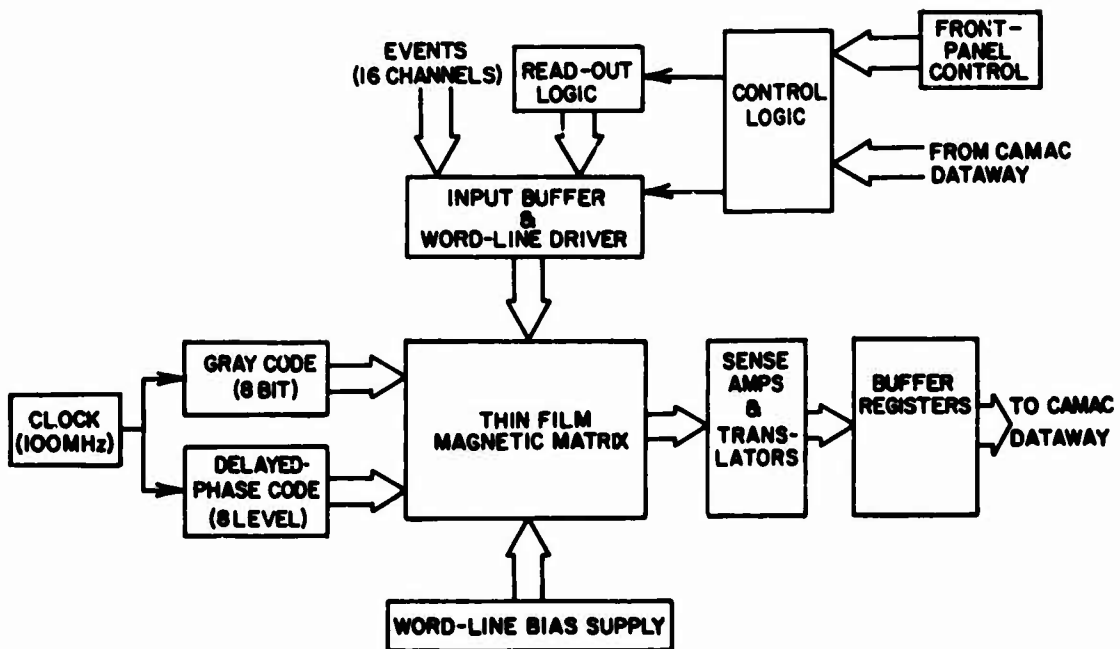 EVENTS
(16 CHANNELS)
READ-OUT
LOGIC
CONTROL
LOGIC
FRONT-
PANEL
CONTROL
FROM CAMAC
DATAWAY
INPUT BUFFER
&
WORD-LINE DRIVER
CLOCK
(100MHz)
GRAY CODE
(8 BIT)
DELAYED-
PHASE CODE
(8 LEVEL)
THIN FILM
MAGNETIC MATRIX
SENSE
AMPS
&
TRANS-
LATORS
BUFFER
REGISTERS
TO CAMAC
DATAWAY
WORD-LINE BIAS SUPPLY